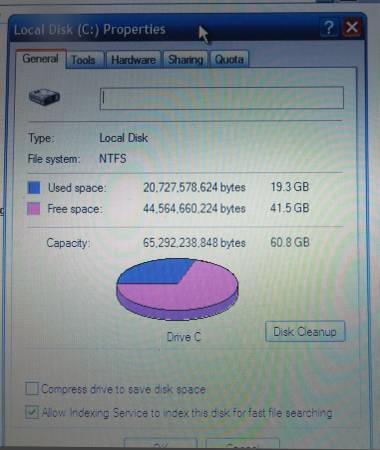 Local Disk (C:) Properties
General Tools Hardware Sharing Quota
Type: Local Disk
File system: NTFS
Used space: 20,727,578,624 bytes 19.3 GB
Free space: 44,564,660,224 bytes 41.5 GB
Capacity: 65,292,238,848 bytes 60.8 GB
Drive C
Disk Cleanup
Compress drive to save disk space
Allow Indexing Service to index this disk for fast file searching